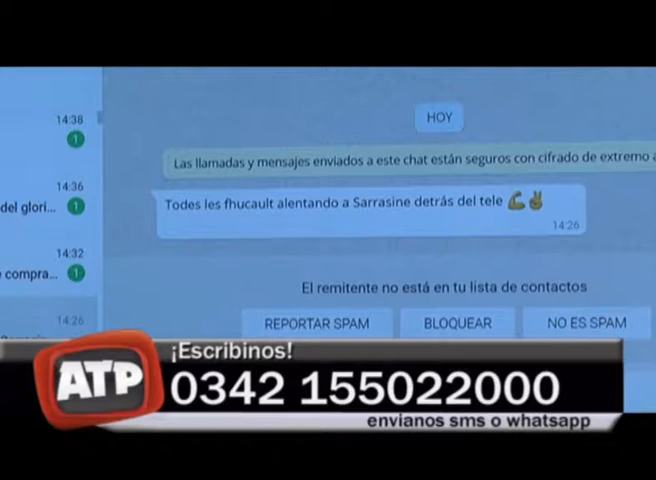 14:38
1
HOY
Las llamadas y mensajes enviados a este chat están seguros con cifrado de extremo a
14:36
del glori... 1
Todes les fhucault alentando a Sarrasine detrás del tele 💪✌
14:26
14:32
compra... 1
El remitente no está en tu lista de contactos
14:26
REPORTAR SPAM BLOQUEAR NO ES SPAM
ATP
¡Escribinos!
0342 155022000
envianos sms o whatsapp